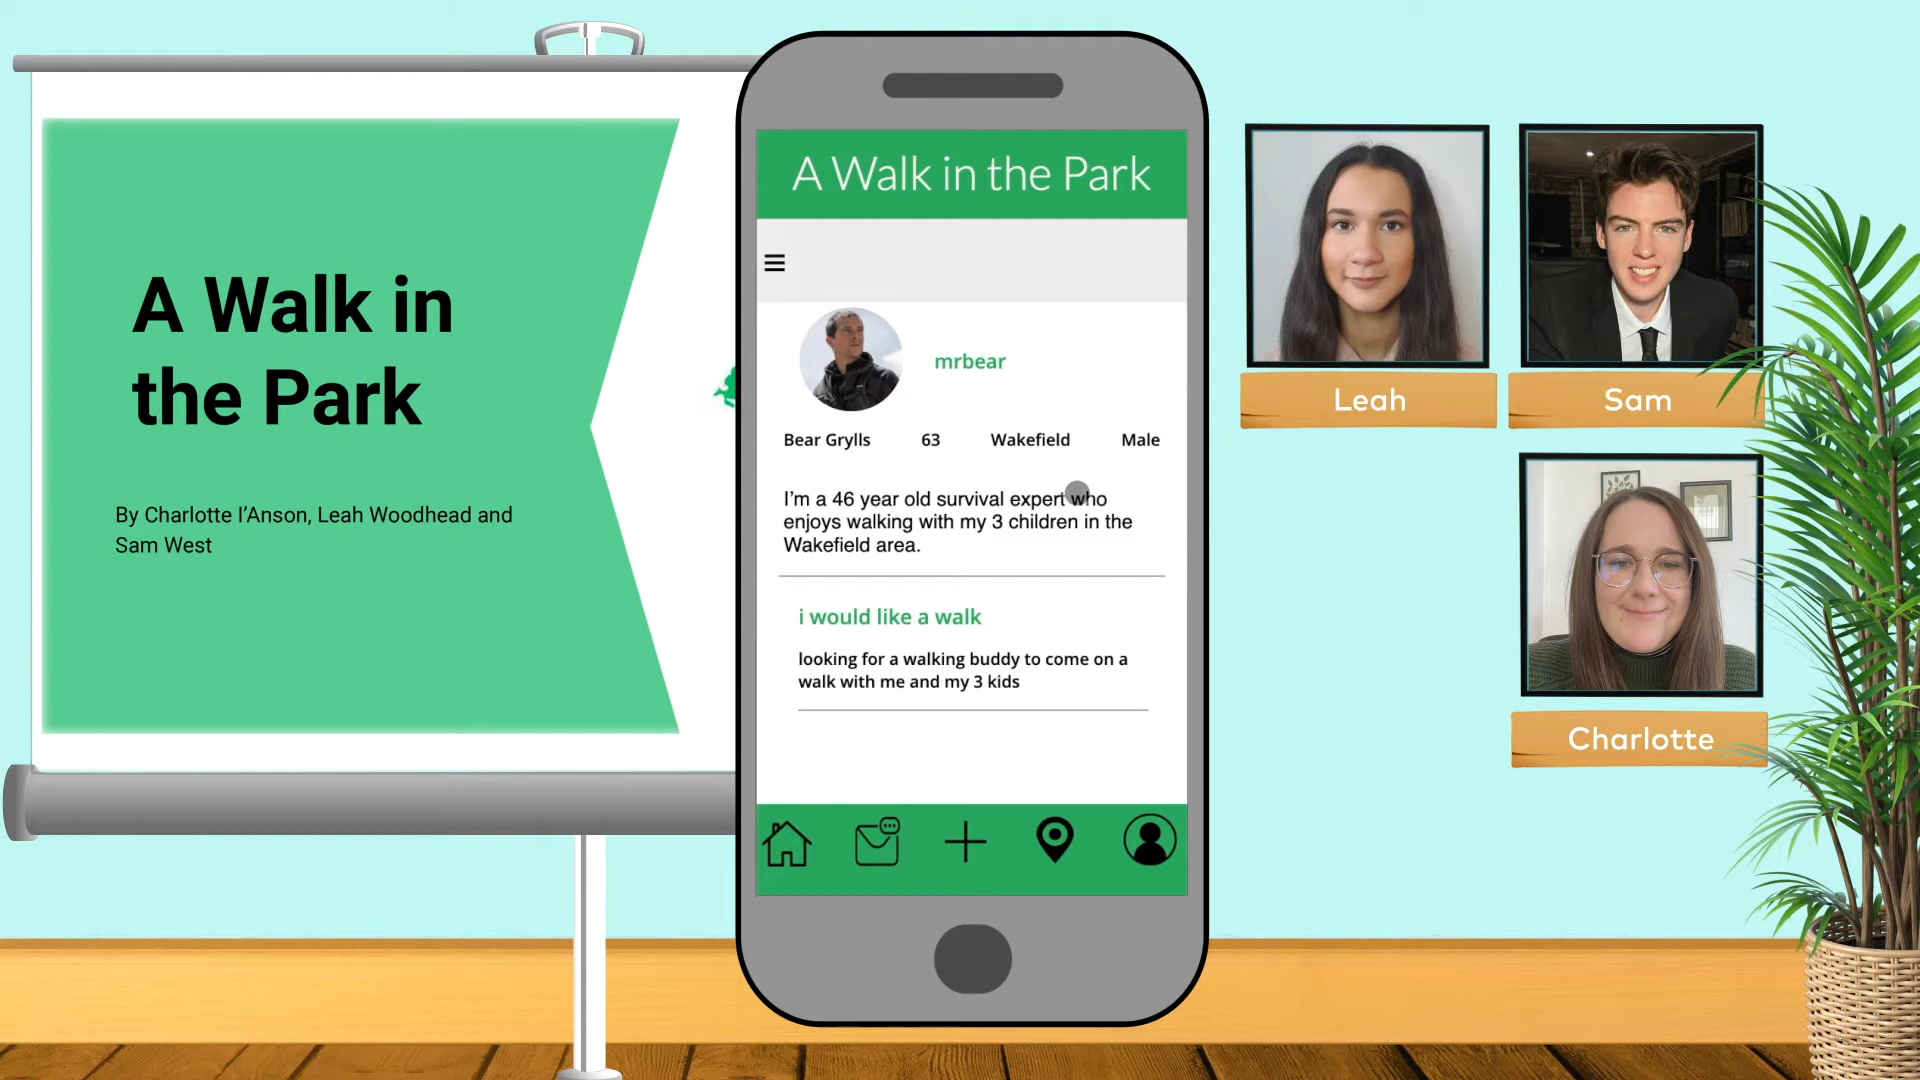 A Walk in
the Park
By Charlotte I'Anson, Leah Woodhead and
Sam West
A Walk in the Park
mrbear
Bear Grylls 63 Wakefield Male
I'm a 46 year old survival expert who
enjoys walking with my 3 children in the
Wakefield area.
i would like a walk
looking for a walking buddy to come on a
walk with me and my 3 kids
Leah
Sam
Charlotte